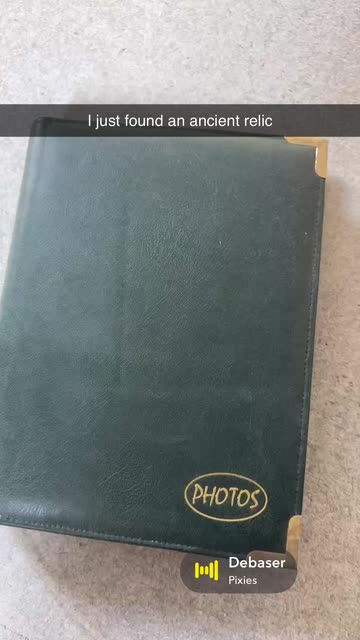 I just found an ancient relic
PHOTOS
Debaser
Pixies